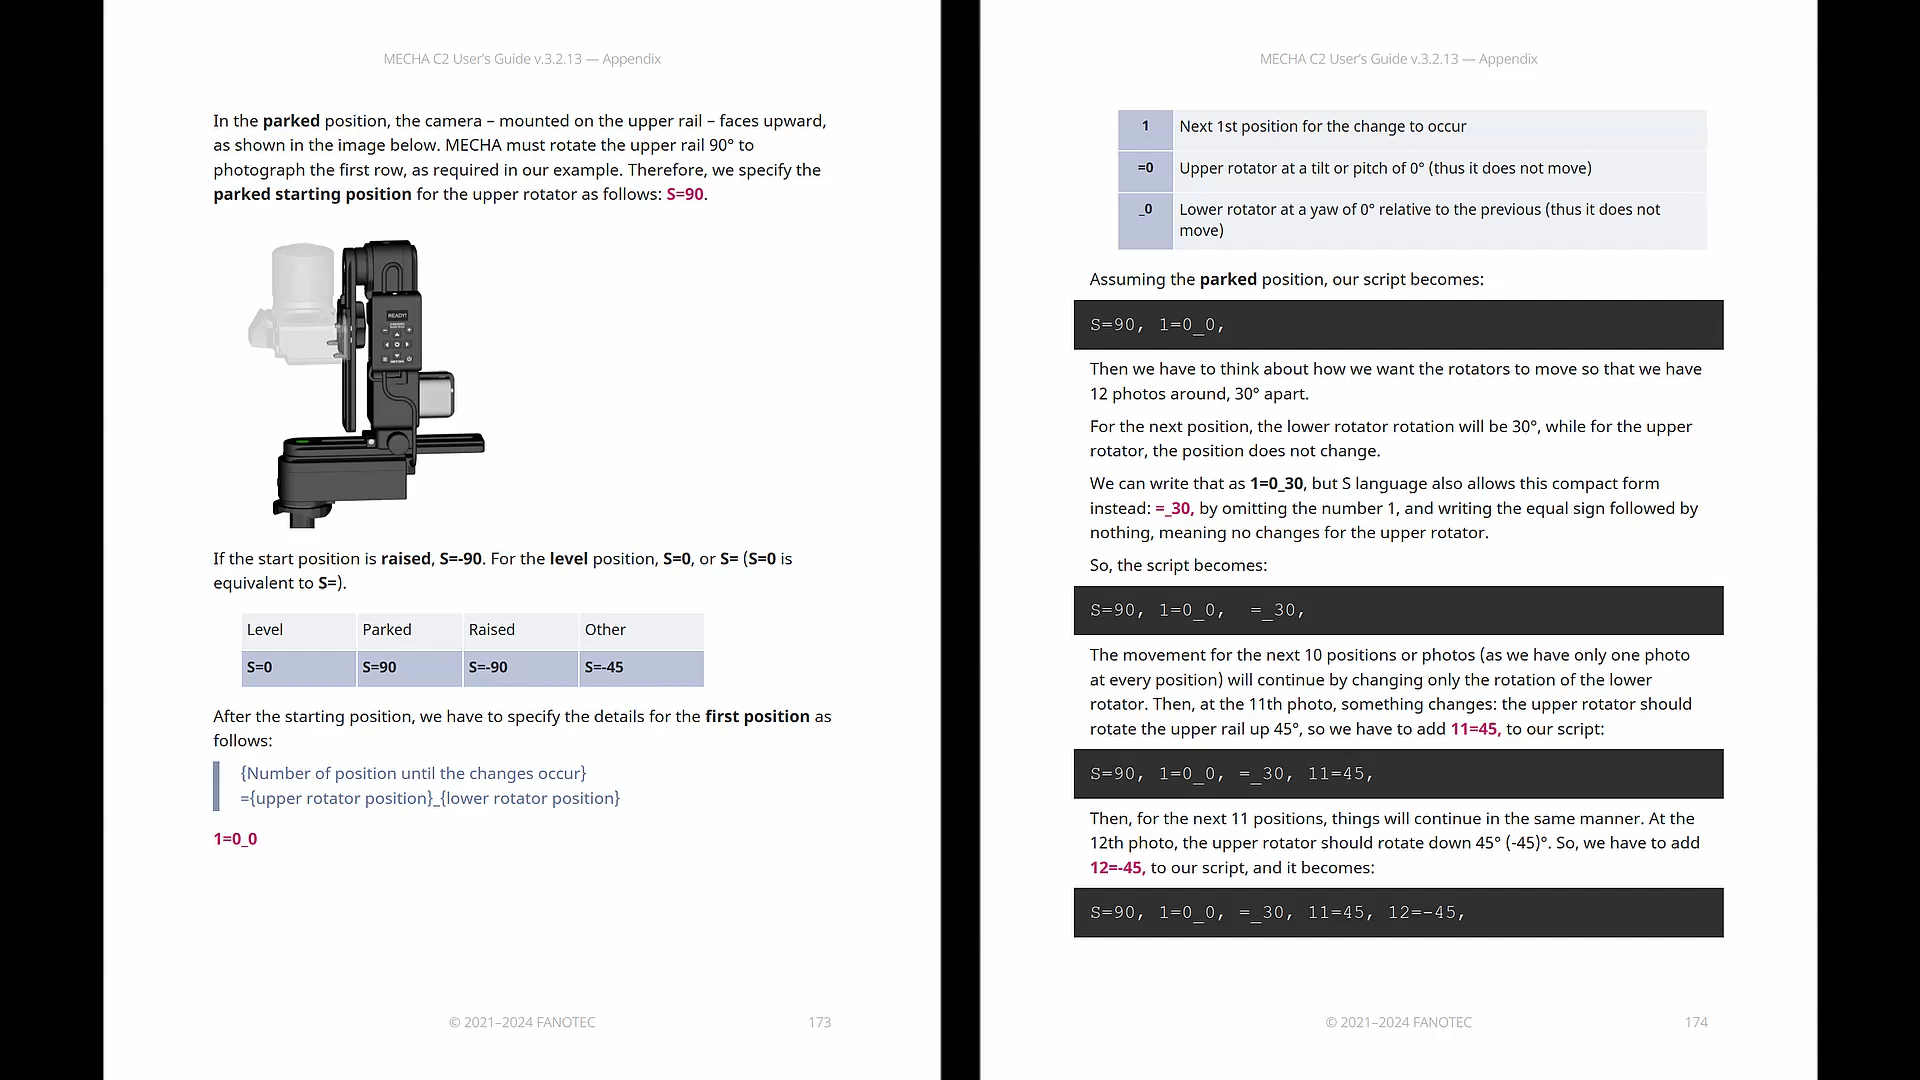 MECHA C2 User’s Guide v.3.2.13 — Appendix
In the parked position, the camera – mounted on the upper rail – faces upward,
as shown in the image below. MECHA must rotate the upper rail 90° to
photograph the first row, as required in our example. Therefore, we specify the
parked starting position for the upper rotator as follows: S=90.
READY!
MECHA
If the start position is raised, S=-90. For the level position, S=0, or S= (S=0 is
equivalent to S=).
Level Parked Raised Other
S=0 S=90 S=-90 S=-45
After the starting position, we have to specify the details for the first position as
follows:
{Number of position until the changes occur}
={upper rotator position}_{lower rotator position}
1=0_0
© 2021–2024 FANOTEC 173
MECHA C2 User’s Guide v.3.2.13 — Appendix
1 Next 1st position for the change to occur
=0 Upper rotator at a tilt or pitch of 0° (thus it does not move)
_0 Lower rotator at a yaw of 0° relative to the previous (thus it does not
move)
Assuming the parked position, our script becomes:
S=90, 1=0_0,
Then we have to think about how we want the rotators to move so that we have
12 photos around, 30° apart.
For the next position, the lower rotator rotation will be 30°, while for the upper
rotator, the position does not change.
We can write that as 1=0_30, but S language also allows this compact form
instead: =_30, by omitting the number 1, and writing the equal sign followed by
nothing, meaning no changes for the upper rotator.
So, the script becomes:
S=90, 1=0_0,  =_30,
The movement for the next 10 positions or photos (as we have only one photo
at every position) will continue by changing only the rotation of the lower
rotator. Then, at the 11th photo, something changes: the upper rotator should
rotate the upper rail up 45°, so we have to add 11=45, to our script:
S=90, 1=0_0, =_30, 11=45,
Then, for the next 11 positions, things will continue in the same manner. At the
12th photo, the upper rotator should rotate down 45° (-45)°. So, we have to add
12=-45, to our script, and it becomes:
S=90, 1=0_0, =_30, 11=45, 12=-45,
© 2021–2024 FANOTEC 174